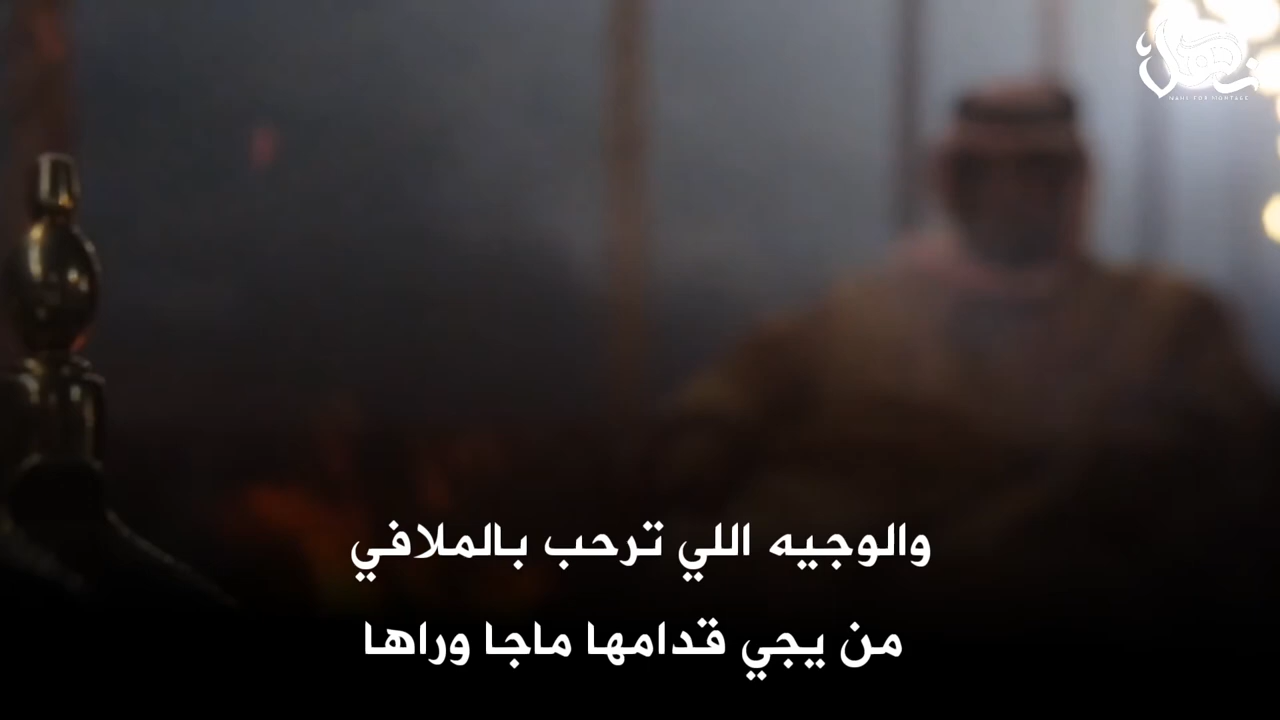 والوجيه اللي ترحب بالملافي
من يجي قدامها ماجا وراها